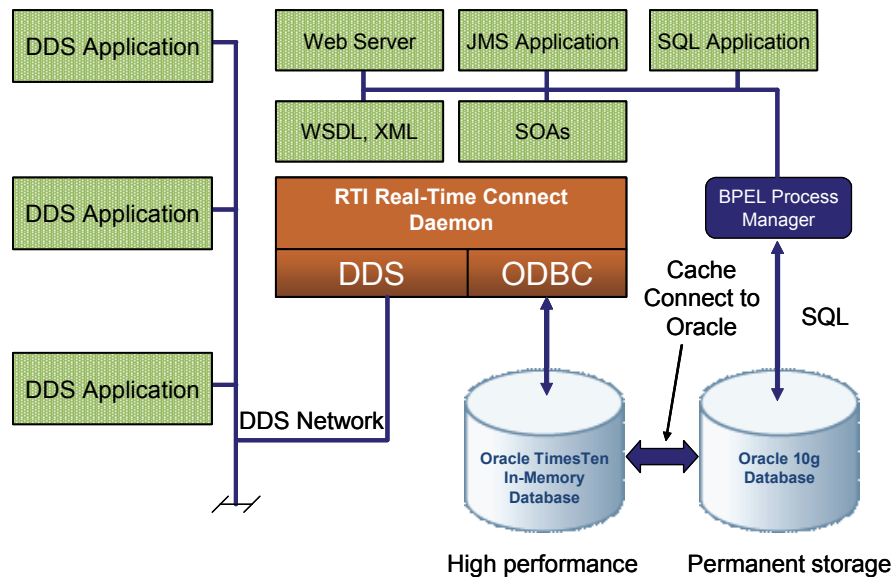 DDS Application
Web Server
JMS Application
SQL Application
WSDL, XML
SOAs
DDS Application
RTI Real-Time Connect
Daemon
DDS
ODBC
BPEL Process
Manager
Cache
Connect to
Oracle
SQL
DDS Application
DDS Network
Oracle TimesTen
In-Memory
Database
Oracle 10g
Database
High performance
Permanent storage